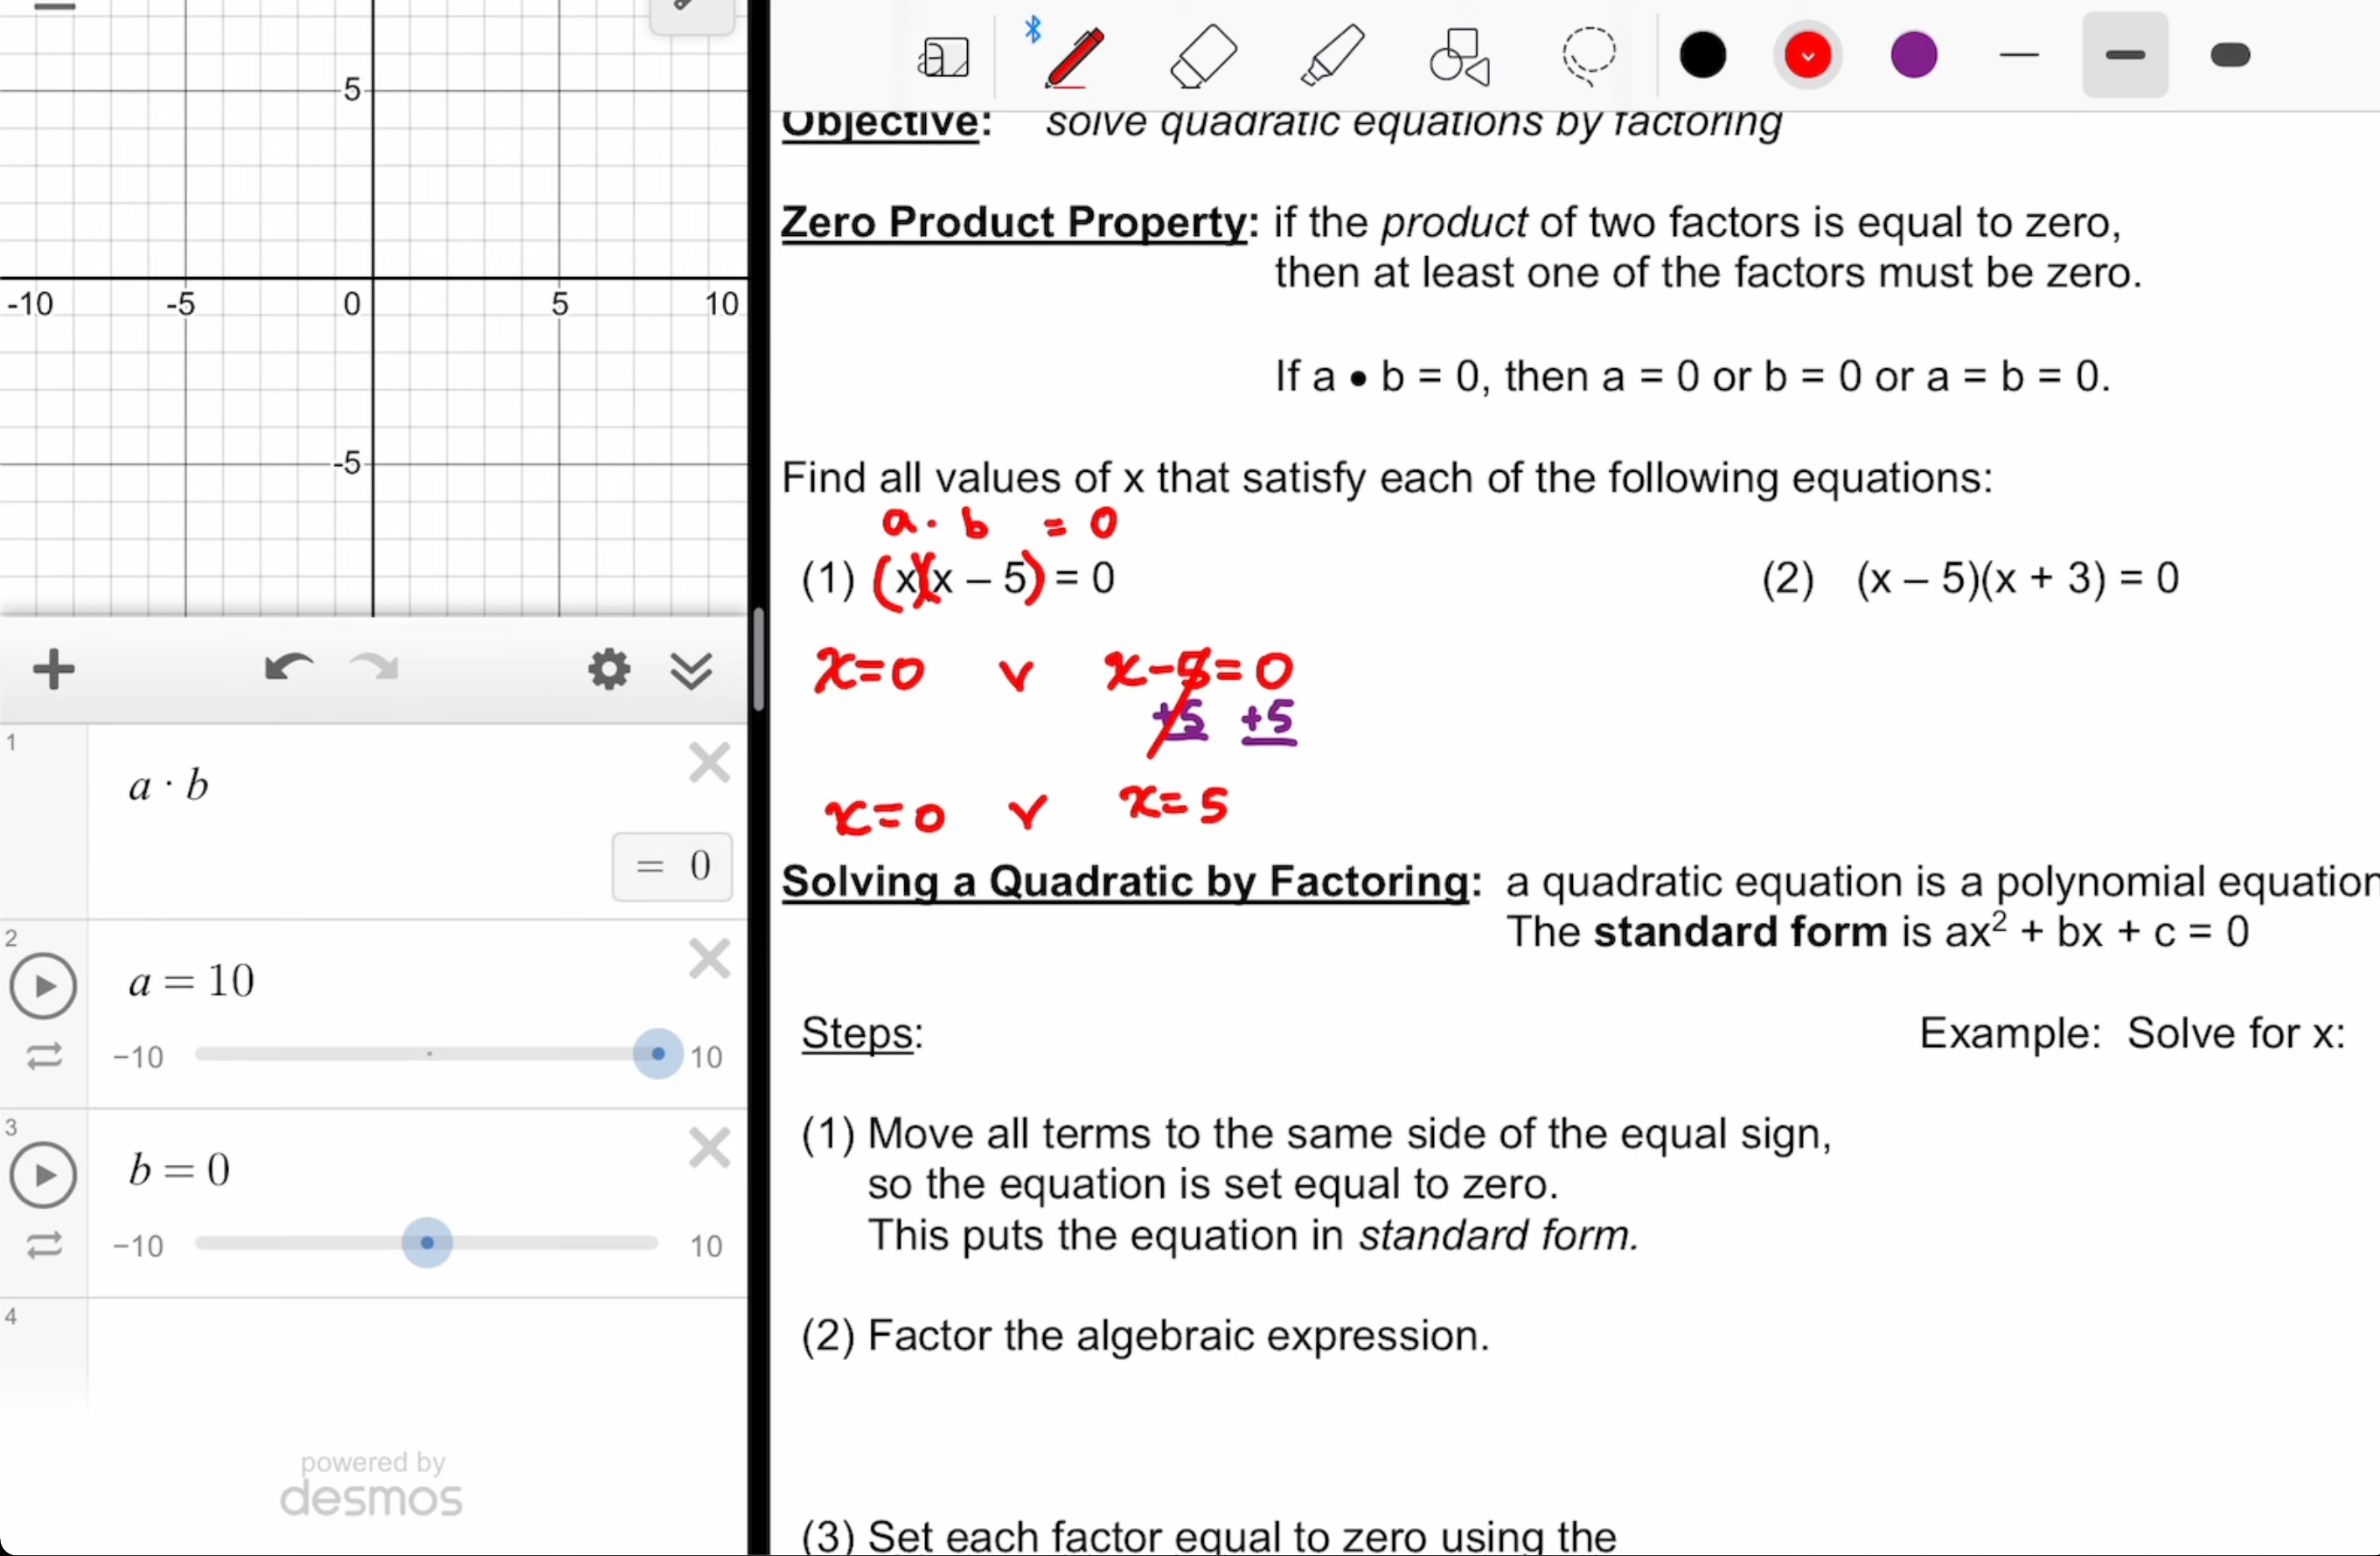 5
-10 -5 0 5 10
-5
1
a · b
= 0
2
a = 10
−10 10
3
b = 0
−10 10
4
powered by
desmos
Objective: solve quadratic equations by factoring
Zero Product Property: if the product of two factors is equal to zero,
then at least one of the factors must be zero.
If a • b = 0, then a = 0 or b = 0 or a = b = 0.
Find all values of x that satisfy each of the following equations:
a · b = 0
(1) (x)(x – 5) = 0
(2) (x – 5)(x + 3) = 0
x=0 v x-5=0
+5 +5
x=0 v x=5
Solving a Quadratic by Factoring: a quadratic equation is a polynomial equation
The standard form is ax² + bx + c = 0
Steps:
Example: Solve for x:
(1) Move all terms to the same side of the equal sign,
so the equation is set equal to zero.
This puts the equation in standard form.
(2) Factor the algebraic expression.
(3) Set each factor equal to zero using the